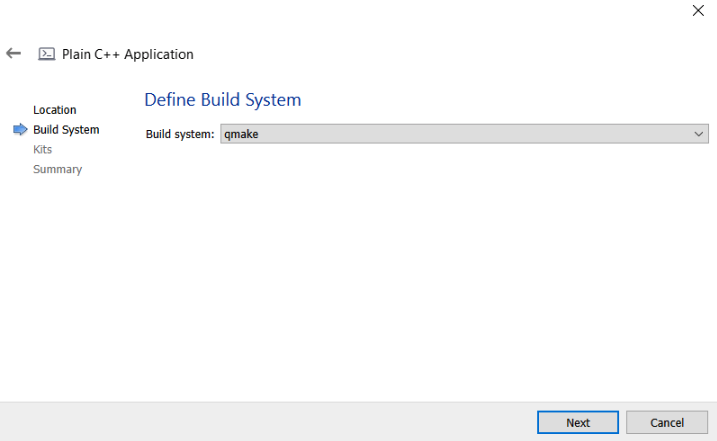 Plain C++ Application
Define Build System
Location
Build System
Kits
Summary
Build system: qmake
Next
Cancel